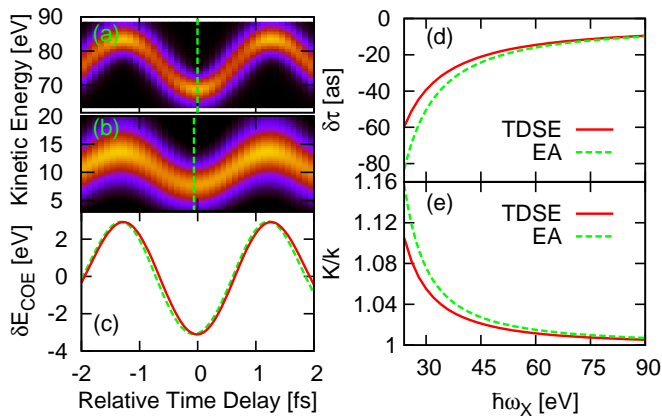 90
80
70
Kinetic Energy [eV]
(a)
20
15
10
5
(b)
2
0
-2
-4
δE_COE [eV]
(c)
-2 -1 0 1 2
Relative Time Delay [fs]
0
-20
-40
-60
-80
δτ [as]
(d)
TDSE
EA
1.16
1.12
1.08
1.04
1
K/k
(e)
TDSE
EA
30 45 60 75 90
ħω_X [eV]